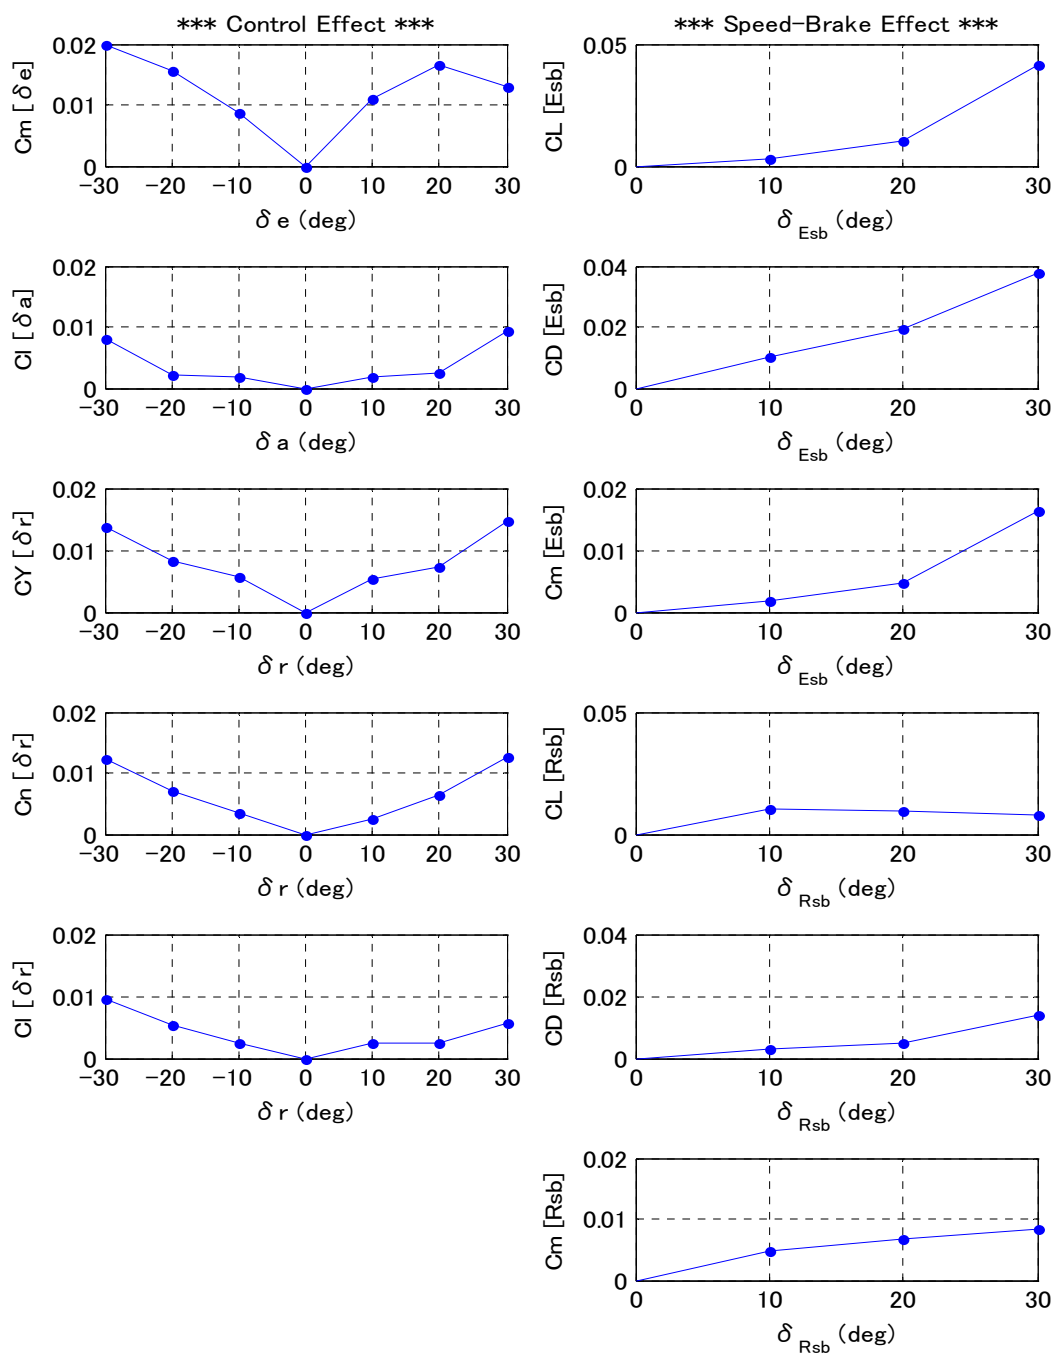 *** Control Effect ***
0.02
0.01
0
Cm [δe]
−30 −20 −10 0 10 20 30
δe (deg)
0.02
0.01
0
Cl [δa]
−30 −20 −10 0 10 20 30
δa (deg)
0.02
0.01
0
CY [δr]
−30 −20 −10 0 10 20 30
δr (deg)
0.02
0.01
0
Cn [δr]
−30 −20 −10 0 10 20 30
δr (deg)
0.02
0.01
0
Cl [δr]
−30 −20 −10 0 10 20 30
δr (deg)
*** Speed−Brake Effect ***
0.05
0
CL [Esb]
0 10 20 30
δ Esb (deg)
0.04
0.02
0
CD [Esb]
0 10 20 30
δ Esb (deg)
0.02
0.01
0
Cm [Esb]
0 10 20 30
δ Esb (deg)
0.05
0
CL [Rsb]
0 10 20 30
δ Rsb (deg)
0.04
0.02
0
CD [Rsb]
0 10 20 30
δ Rsb (deg)
0.02
0.01
0
Cm [Rsb]
0 10 20 30
δ Rsb (deg)